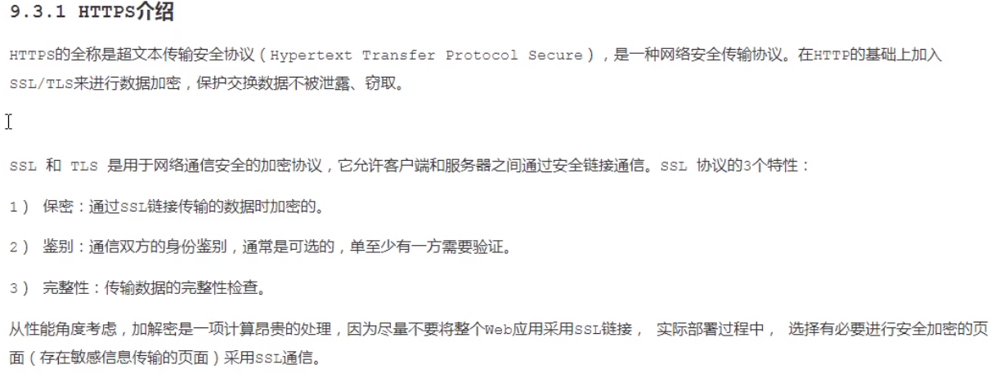 9.3.1 HTTPS介绍
HTTPS的全称是超文本传输安全协议（Hypertext Transfer Protocol Secure），是一种网络安全传输协议。在HTTP的基础上加入
SSL/TLS来进行数据加密，保护交换数据不被泄露、窃取。
SSL 和 TLS 是用于网络通信安全的加密协议，它允许客户端和服务器之间通过安全链接通信。SSL 协议的3个特性：
1） 保密：通过SSL链接传输的数据时加密的。
2） 鉴别：通信双方的身份鉴别，通常是可选的，单至少有一方需要验证。
3） 完整性：传输数据的完整性检查。
从性能角度考虑，加解密是一项计算昂贵的处理，因为尽量不要将整个Web应用采用SSL链接， 实际部署过程中， 选择有必要进行安全加密的页
面（存在敏感信息传输的页面）采用SSL通信。